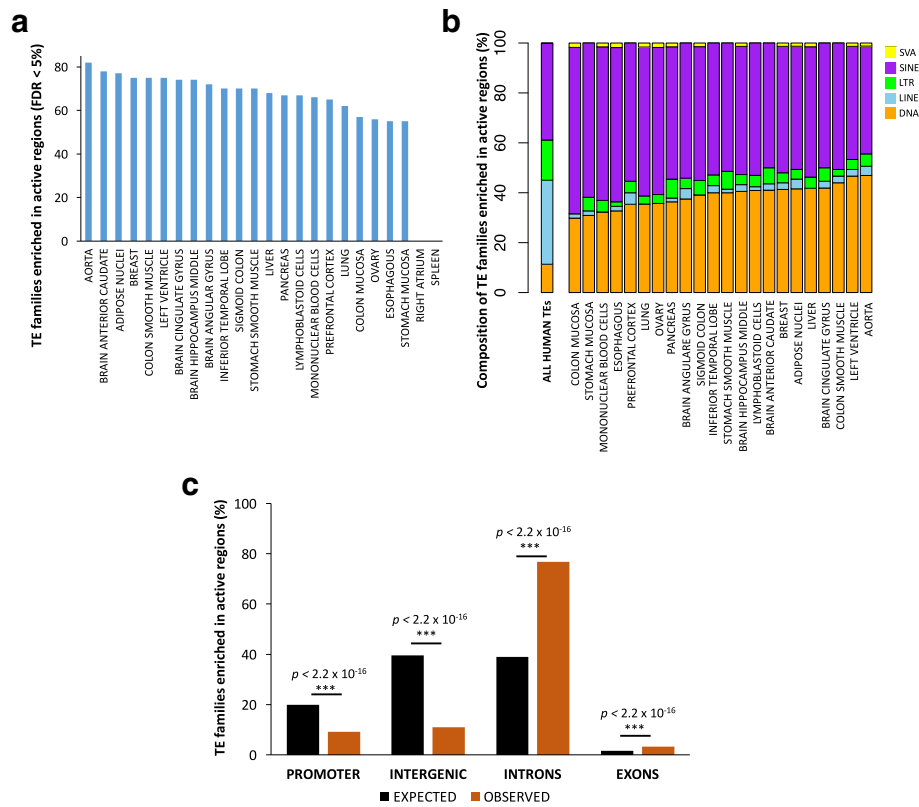 a
TE families enriched in active regions (FDR < 5%)
80
60
40
20
0
AORTA
BRAIN ANTERIOR CAUDATE
ADIPOSE NUCLEI
BREAST
COLON SMOOTH MUSCLE
LEFT VENTRICLE
BRAIN CINGULATE GYRUS
BRAIN HIPPOCAMPUS MIDDLE
BRAIN ANGULAR GYRUS
INFERIOR TEMPORAL LOBE
SIGMOID COLON
STOMACH SMOOTH MUSCLE
LIVER
PANCREAS
LYMPHOBLASTOID CELLS
MONONUCLEAR BLOOD CELLS
PREFRONTAL CORTEX
LUNG
COLON MUCOSA
OVARY
ESOPHAGOUS
STOMACH MUCOSA
RIGHT ATRIUM
SPLEEN
b
Composition of TE families enriched in active regions (%)
100
80
60
40
20
0
ALL HUMAN TEs
COLON MUCOSA
STOMACH MUCOSA
MONONUCLEAR BLOOD CELLS
ESOPHAGOUS
PREFRONTAL CORTEX
LUNG
OVARY
PANCREAS
BRAIN ANGULARE GYRUS
SIGMOID COLON
INFERIOR TEMPORAL LOBE
STOMACH SMOOTH MUSCLE
BRAIN HIPPOCAMPUS MIDDLE
LYMPHOBLASTOID CELLS
BRAIN ANTERIOR CAUDATE
BREAST
ADIPOSE NUCLEI
LIVER
BRAIN CINGULATE GYRUS
COLON SMOOTH MUSCLE
LEFT VENTRICLE
AORTA
SVA
SINE
LTR
LINE
DNA
c
TE families enriched in active regions (%)
100
80
60
40
20
0
p < 2.2 x 10-16
***
p < 2.2 x 10-16
***
p < 2.2 x 10-16
***
p < 2.2 x 10-16
***
PROMOTER
INTERGENIC
INTRONS
EXONS
EXPECTED
OBSERVED